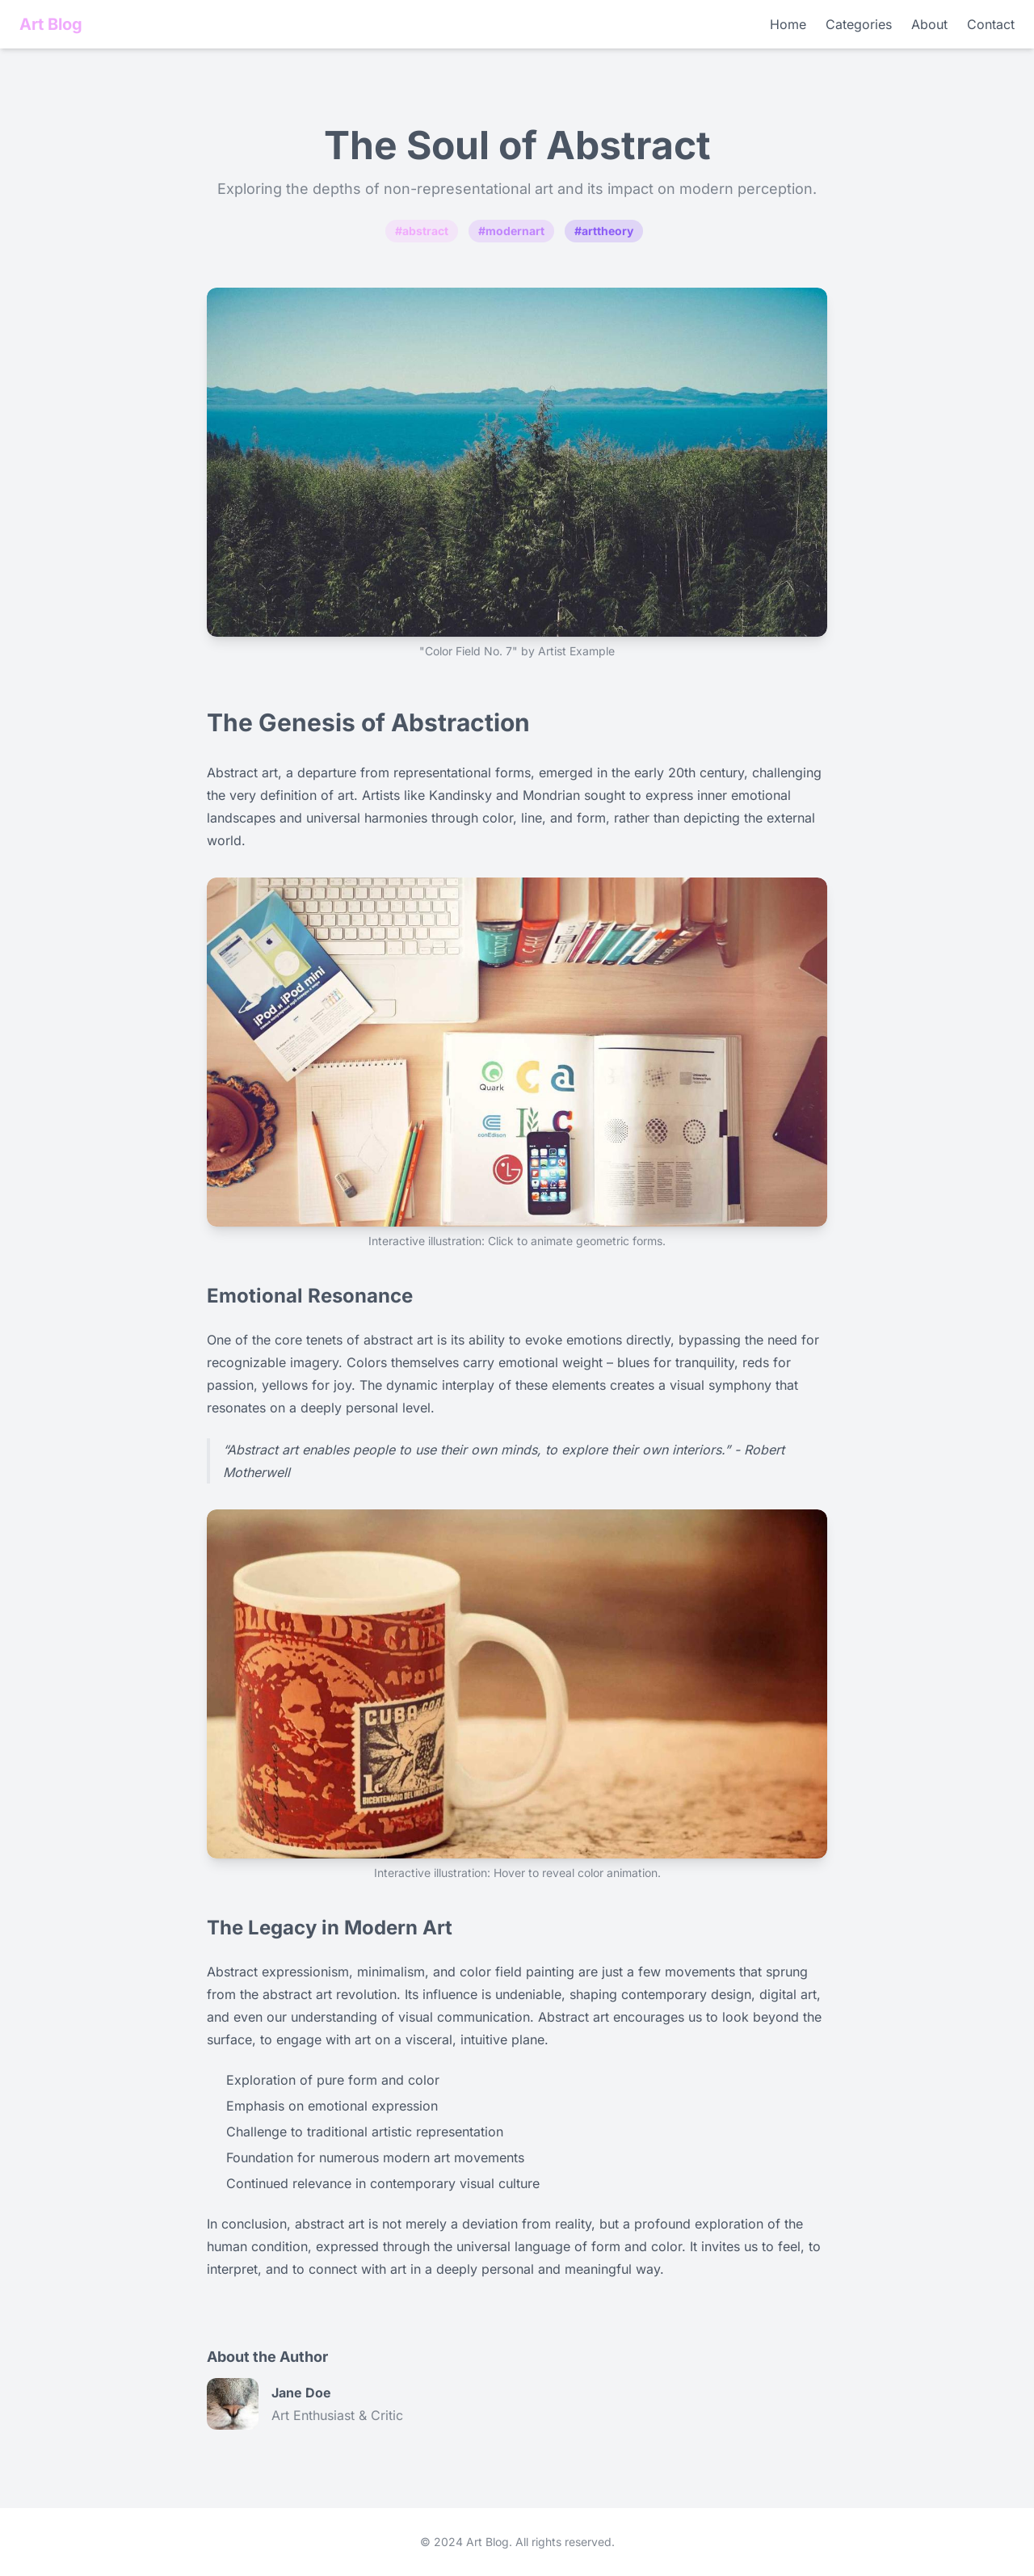 Art Blog
Home
Categories
About
Contact
The Soul of Abstract
Exploring the depths of non-representational art and its impact on modern perception.
#abstract
#modernart
#arttheory
"Color Field No. 7" by Artist Example
The Genesis of Abstraction
Abstract art, a departure from representational forms, emerged in the early 20th century, challenging
the very definition of art. Artists like Kandinsky and Mondrian sought to express inner emotional
landscapes and universal harmonies through color, line, and form, rather than depicting the external
world.
iPod и iPod mini
Quark
conEdison
Interactive illustration: Click to animate geometric forms.
Emotional Resonance
One of the core tenets of abstract art is its ability to evoke emotions directly, bypassing the need for
recognizable imagery. Colors themselves carry emotional weight – blues for tranquility, reds for
passion, yellows for joy. The dynamic interplay of these elements creates a visual symphony that
resonates on a deeply personal level.
“Abstract art enables people to use their own minds, to explore their own interiors.” - Robert
Motherwell
BLICA DE CU
CUBA
1c
BICENTENARIO DEL
Interactive illustration: Hover to reveal color animation.
The Legacy in Modern Art
Abstract expressionism, minimalism, and color field painting are just a few movements that sprung
from the abstract art revolution. Its influence is undeniable, shaping contemporary design, digital art,
and even our understanding of visual communication. Abstract art encourages us to look beyond the
surface, to engage with art on a visceral, intuitive plane.
Exploration of pure form and color
Emphasis on emotional expression
Challenge to traditional artistic representation
Foundation for numerous modern art movements
Continued relevance in contemporary visual culture
In conclusion, abstract art is not merely a deviation from reality, but a profound exploration of the
human condition, expressed through the universal language of form and color. It invites us to feel, to
interpret, and to connect with art in a deeply personal and meaningful way.
About the Author
Jane Doe
Art Enthusiast & Critic
© 2024 Art Blog. All rights reserved.